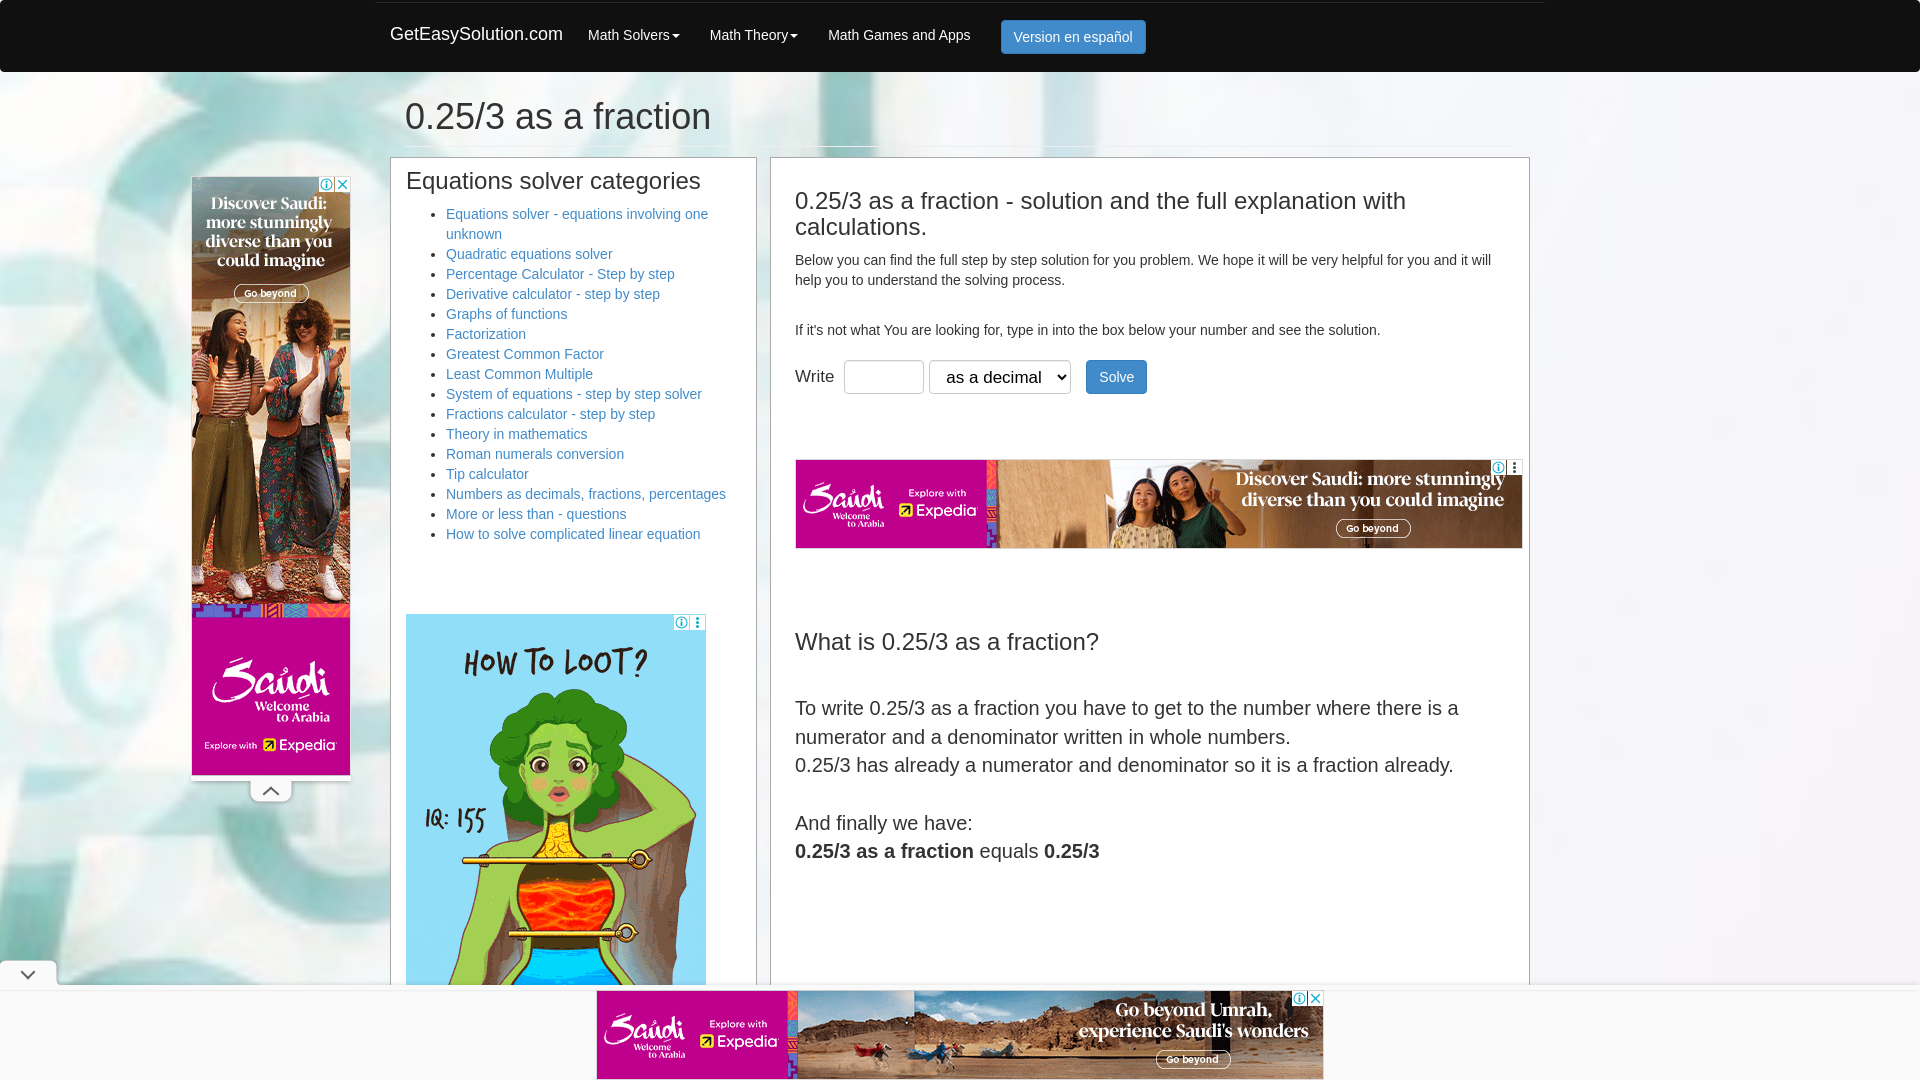 GetEasySolution.com
Math Solvers
Math Theory
Math Games and Apps
Version en español
0.25/3 as a fraction
Discover Saudi:
more stunningly
diverse than you
could imagine
Go beyond
Saudi
Welcome
to Arabia
Explore with Expedia
Equations solver categories
Equations solver - equations involving one
unknown
Quadratic equations solver
Percentage Calculator - Step by step
Derivative calculator - step by step
Graphs of functions
Factorization
Greatest Common Factor
Least Common Multiple
System of equations - step by step solver
Fractions calculator - step by step
Theory in mathematics
Roman numerals conversion
Tip calculator
Numbers as decimals, fractions, percentages
More or less than - questions
How to solve complicated linear equation
HOW TO LOOT?
IQ: 155
0.25/3 as a fraction - solution and the full explanation with
calculations.
Below you can find the full step by step solution for you problem. We hope it will be very helpful for you and it will
help you to understand the solving process.
If it's not what You are looking for, type in into the box below your number and see the solution.
Write
as a decimal
Solve
Saudi
Welcome
to Arabia
Explore with
Expedia
Discover Saudi: more stunningly
diverse than you could imagine
Go beyond
What is 0.25/3 as a fraction?
To write 0.25/3 as a fraction you have to get to the number where there is a
numerator and a denominator written in whole numbers.
0.25/3 has already a numerator and denominator so it is a fraction already.
And finally we have:
0.25/3 as a fraction equals 0.25/3
Saudi
Welcome
to Arabia
Explore with
Expedia
Go beyond Umrah,
experience Saudi's wonders
Go beyond